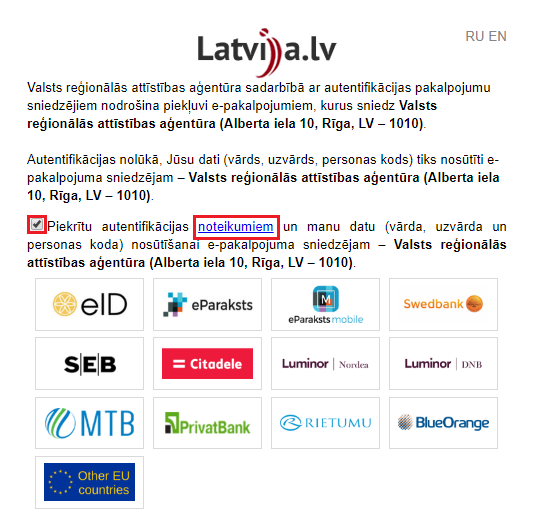 Latvija.lv
RU EN
Valsts reģionālās attīstības aģentūra sadarbībā ar autentifikācijas pakalpojumu
sniedzējiem nodrošina piekļuvi e-pakalpojumiem, kurus sniedz Valsts
reģionālās attīstības aģentūra (Alberta iela 10, Rīga, LV – 1010).
Autentifikācijas nolūkā, Jūsu dati (vārds, uzvārds, personas kods) tiks nosūtīti e-
pakalpojuma sniedzējam – Valsts reģionālās attīstības aģentūra (Alberta iela
10, Rīga, LV – 1010).
Piekrītu autentifikācijas noteikumiem un manu datu (vārda, uzvārda un
personas koda) nosūtīšanai e-pakalpojuma sniedzējam – Valsts reģionālās
attīstības aģentūra (Alberta iela 10, Rīga, LV – 1010).
eID
eParaksts
eParaksts mobile
Swedbank
S|E|B
Citadele
Luminor | Nordea
Luminor | DNB
MTB
PrivatBank
RIETUMU
BlueOrange
Other EU
countries